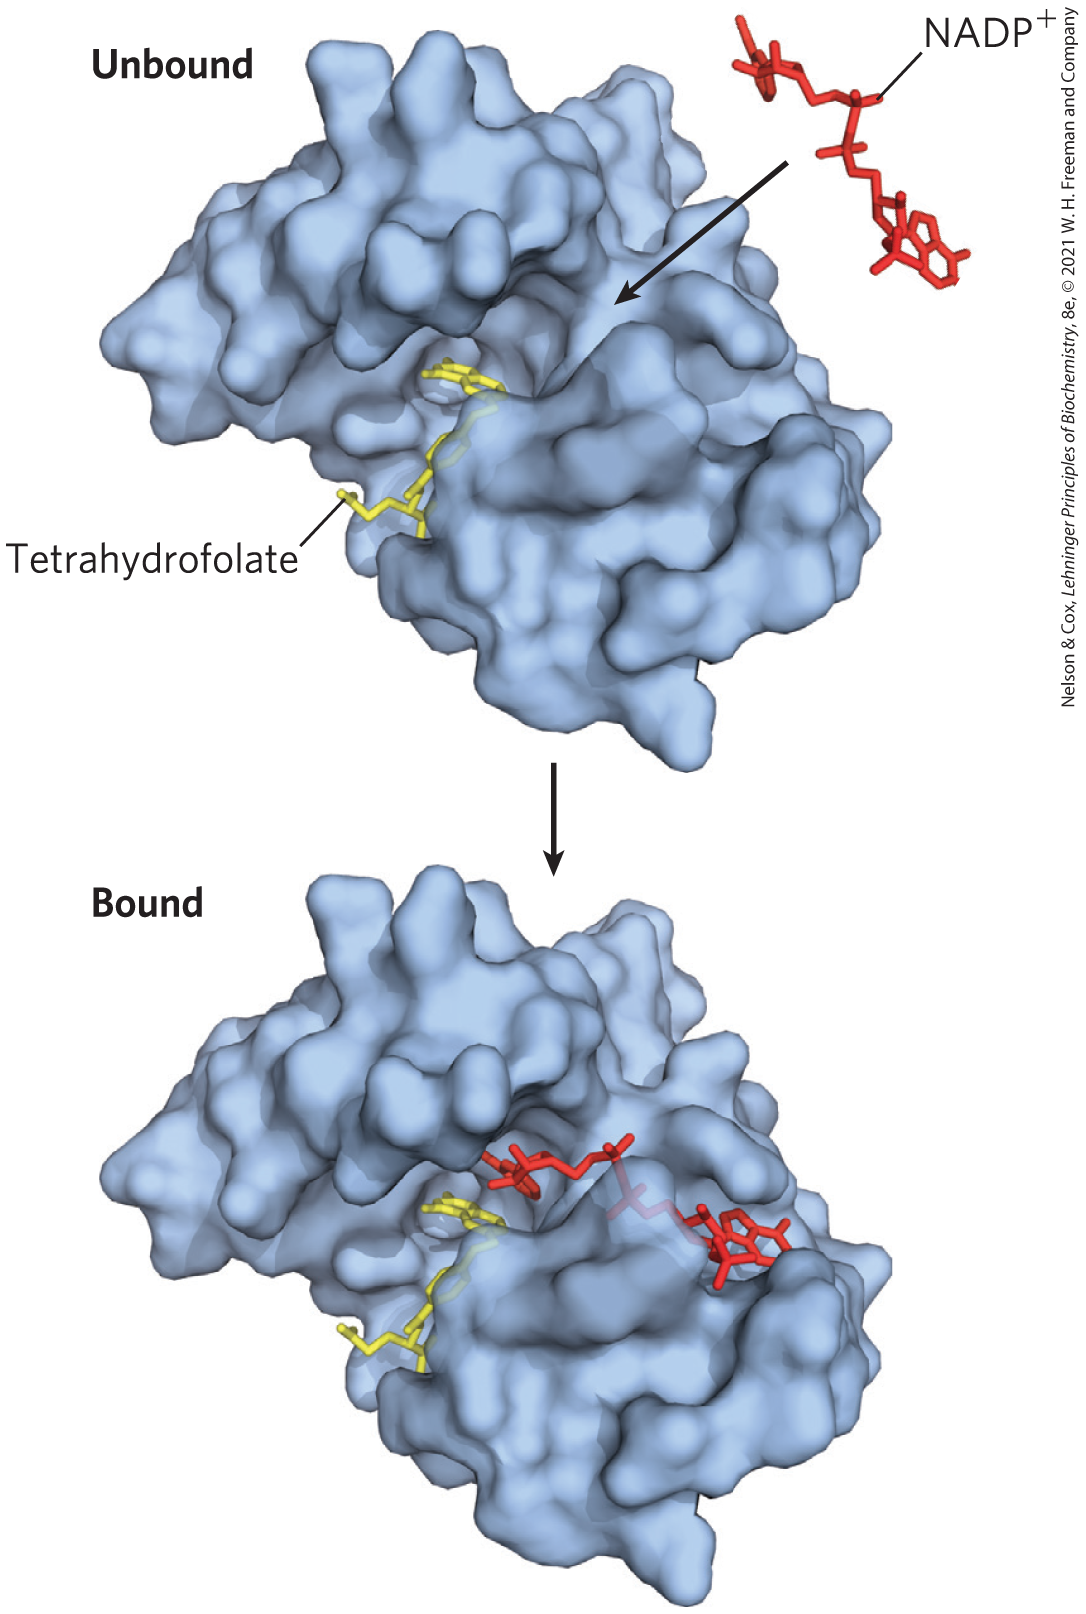 Unbound
NADP+
Tetrahydrofolate
Bound
Nelson & Cox, Lehninger Principles of Biochemistry, 8e, © 2021 W. H. Freeman and Company